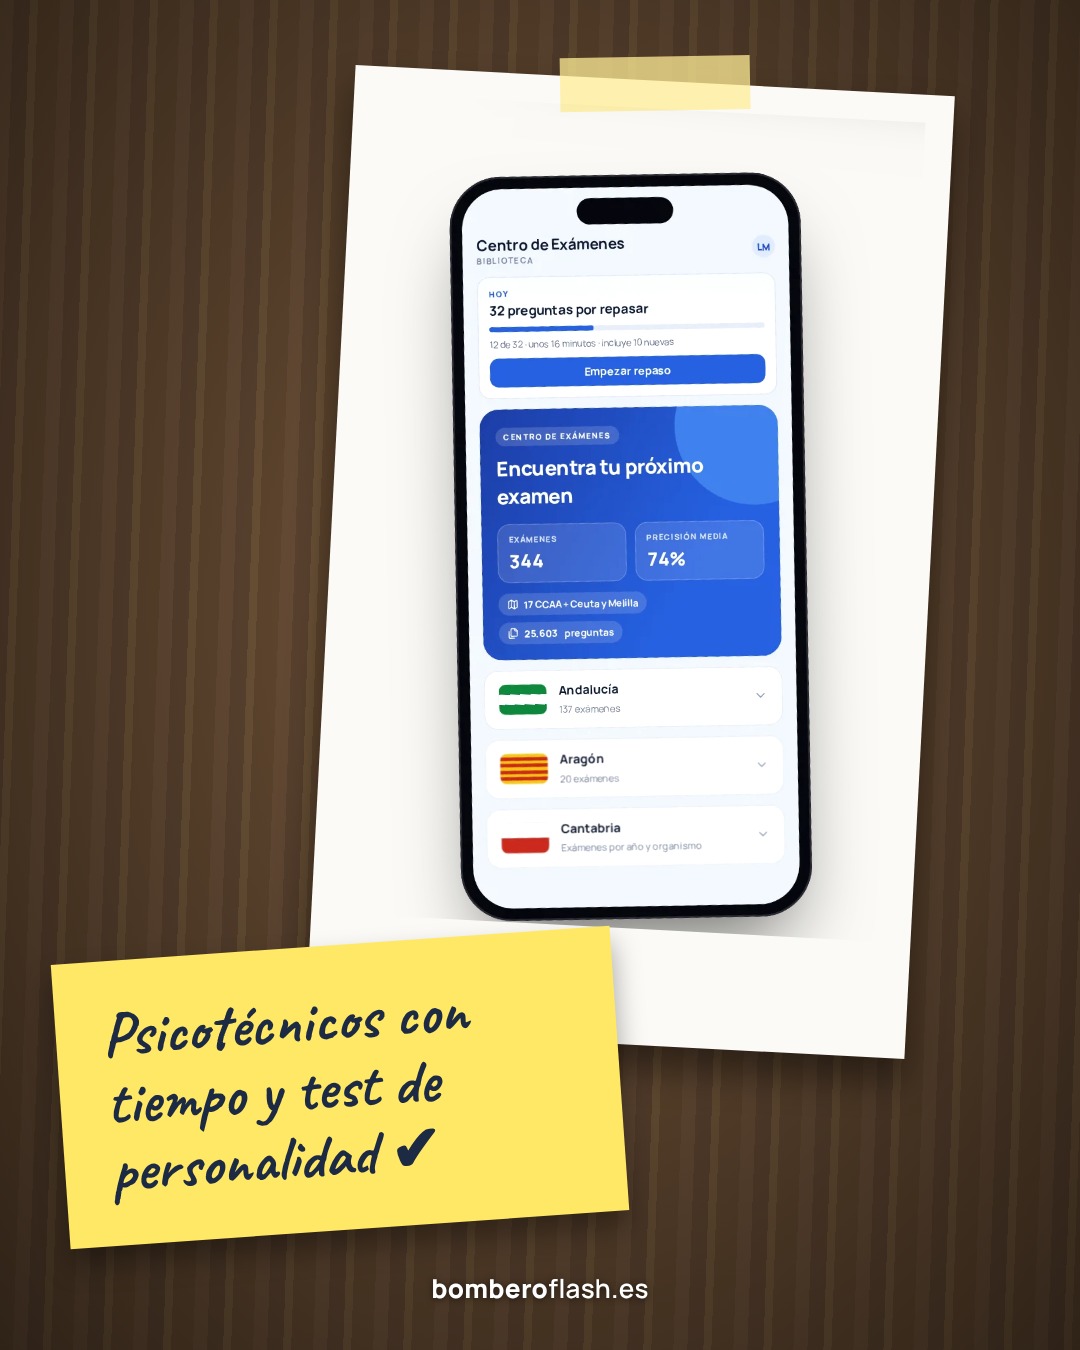 Centro de Exámenes
BIBLIOTECA
LM
HOY
32 preguntas por repasar
12 de 32 · unos 16 minutos · incluye 10 nuevas
Empezar repaso
CENTRO DE EXÁMENES
Encuentra tu próximo
examen
EXÁMENES
344
PRECISIÓN MEDIA
74%
17 CCAA + Ceuta y Melilla
25.603 preguntas
Andalucía
137 exámenes
Aragón
20 exámenes
Cantabria
Exámenes por año y organismo
Psicotécnicos con
tiempo y test de
personalidad ✔
bomberoflash.es